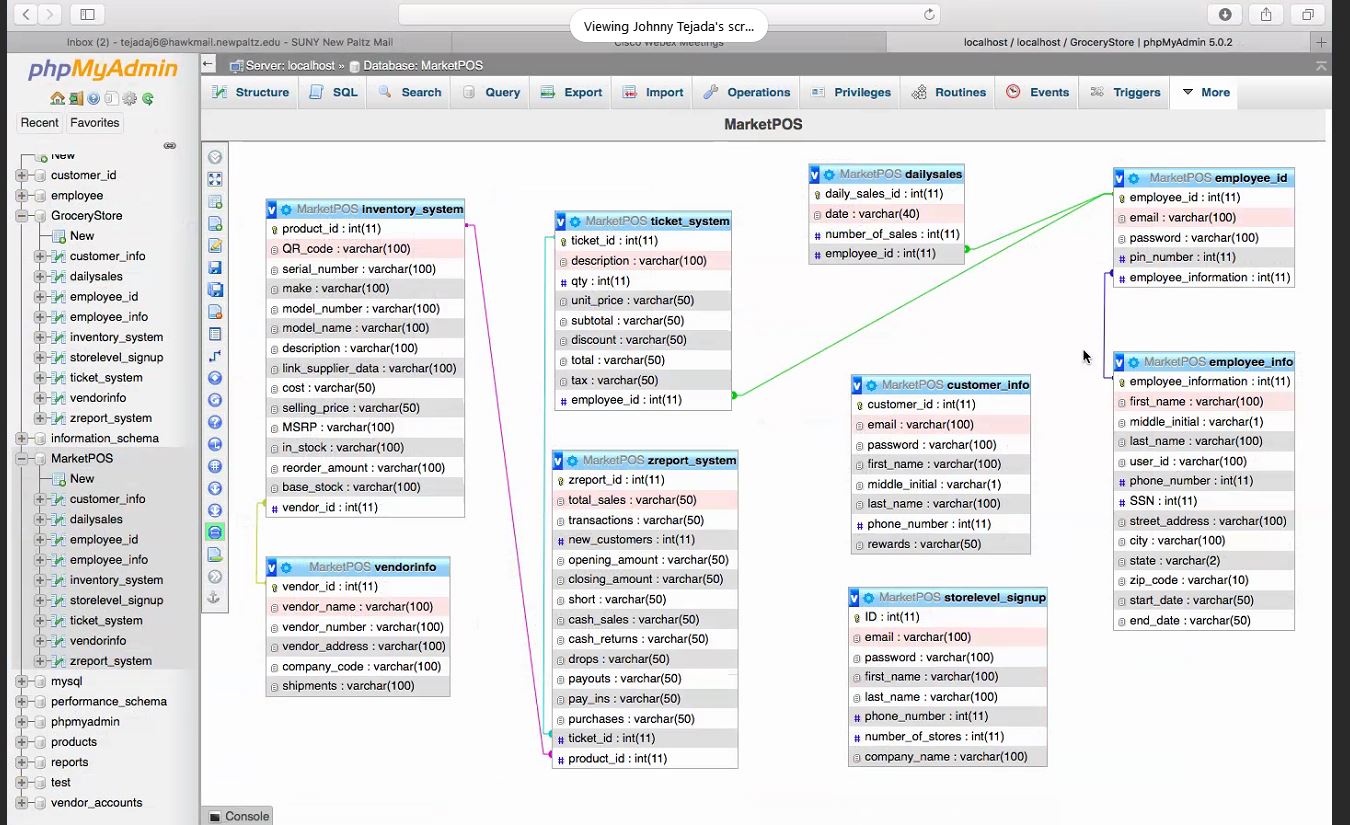 Viewing Johnny Tejada's scr...
Inbox (2) - tejadaj6@hawkmail.newpaltz.edu - SUNY New Paltz Mail
Cisco Webex Meetings
localhost / localhost / GroceryStore | phpMyAdmin 5.0.2
phpMyAdmin
Recent
Favorites
New
customer_id
employee
GroceryStore
New
customer_info
dailysales
employee_id
employee_info
inventory_system
storelevel_signup
ticket_system
vendorinfo
zreport_system
information_schema
MarketPOS
New
customer_info
dailysales
employee_id
employee_info
inventory_system
storelevel_signup
ticket_system
vendorinfo
zreport_system
mysql
performance_schema
phpmyadmin
products
reports
test
vendor_accounts
Server: localhost » Database: MarketPOS
Structure
SQL
Search
Query
Export
Import
Operations
Privileges
Routines
Events
Triggers
More
MarketPOS
MarketPOS inventory_system
product_id : int(11)
QR_code : varchar(100)
serial_number : varchar(100)
make : varchar(100)
model_number : varchar(100)
model_name : varchar(100)
description : varchar(100)
link_supplier_data : varchar(100)
cost : varchar(50)
selling_price : varchar(50)
MSRP : varchar(100)
in_stock : varchar(100)
reorder_amount : varchar(100)
base_stock : varchar(100)
vendor_id : int(11)
MarketPOS vendorinfo
vendor_id : int(11)
vendor_name : varchar(100)
vendor_number : varchar(100)
vendor_address : varchar(100)
company_code : varchar(100)
shipments : varchar(100)
MarketPOS ticket_system
ticket_id : int(11)
description : varchar(100)
qty : int(11)
unit_price : varchar(50)
subtotal : varchar(50)
discount : varchar(50)
total : varchar(50)
tax : varchar(50)
employee_id : int(11)
MarketPOS zreport_system
zreport_id : int(11)
total_sales : varchar(50)
transactions : varchar(50)
new_customers : int(11)
opening_amount : varchar(50)
closing_amount : varchar(50)
short : varchar(50)
cash_sales : varchar(50)
cash_returns : varchar(50)
drops : varchar(50)
payouts : varchar(50)
pay_ins : varchar(50)
purchases : varchar(50)
ticket_id : int(11)
product_id : int(11)
MarketPOS dailysales
daily_sales_id : int(11)
date : varchar(40)
number_of_sales : int(11)
employee_id : int(11)
MarketPOS customer_info
customer_id : int(11)
email : varchar(100)
password : varchar(100)
first_name : varchar(100)
middle_initial : varchar(1)
last_name : varchar(100)
phone_number : int(11)
rewards : varchar(50)
MarketPOS storelevel_signup
ID : int(11)
email : varchar(100)
password : varchar(100)
first_name : varchar(100)
last_name : varchar(100)
phone_number : int(11)
number_of_stores : int(11)
company_name : varchar(100)
MarketPOS employee_id
employee_id : int(11)
email : varchar(100)
password : varchar(100)
pin_number : int(11)
employee_information : int(11)
MarketPOS employee_info
employee_information : int(11)
first_name : varchar(100)
middle_initial : varchar(1)
last_name : varchar(100)
user_id : varchar(100)
phone_number : int(11)
SSN : int(11)
street_address : varchar(100)
city : varchar(100)
state : varchar(2)
zip_code : varchar(10)
start_date : varchar(50)
end_date : varchar(50)
Console